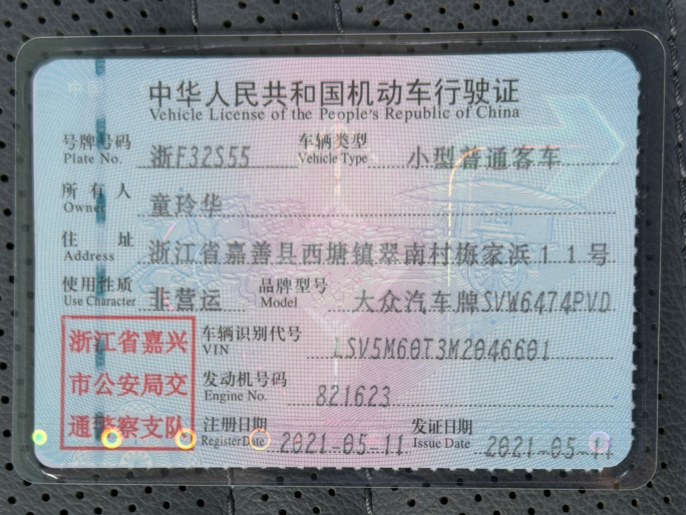 中华人民共和国机动车行驶证
Vehicle License of the People's Republic of China
号牌号码 浙F32S55 车辆类型 小型普通客车
Plate No. Vehicle Type
所有人 童玲华
Owner
住址 浙江省嘉善县西塘镇翠南村梅家浜11号
Address
使用性质 非营运 品牌型号 大众汽车牌SVW6474PVD
Use Character Model
浙江省嘉兴
市公安局交
通警察支队
车辆识别代号 LSV5M60T3M2046601
VIN
发动机号码 821623
Engine No.
注册日期 2021-05-11 发证日期 2021-05-11
Register Date Issue Date